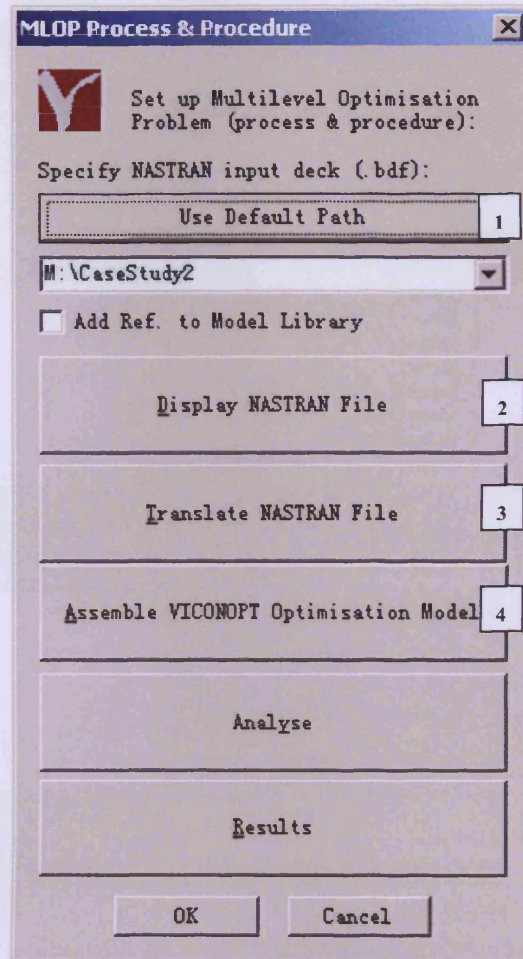 MLOP Process & Procedure
Set up Multilevel Optimisation
Problem (process & procedure):
Specify NASTRAN input deck (.bdf):
Use Default Path
1
M:\CaseStudy2
Add Ref. to Model Library
Display NASTRAN File
2
Translate NASTRAN File
3
Assemble VICONOPT Optimisation Model
4
Analyse
Results
OK
Cancel